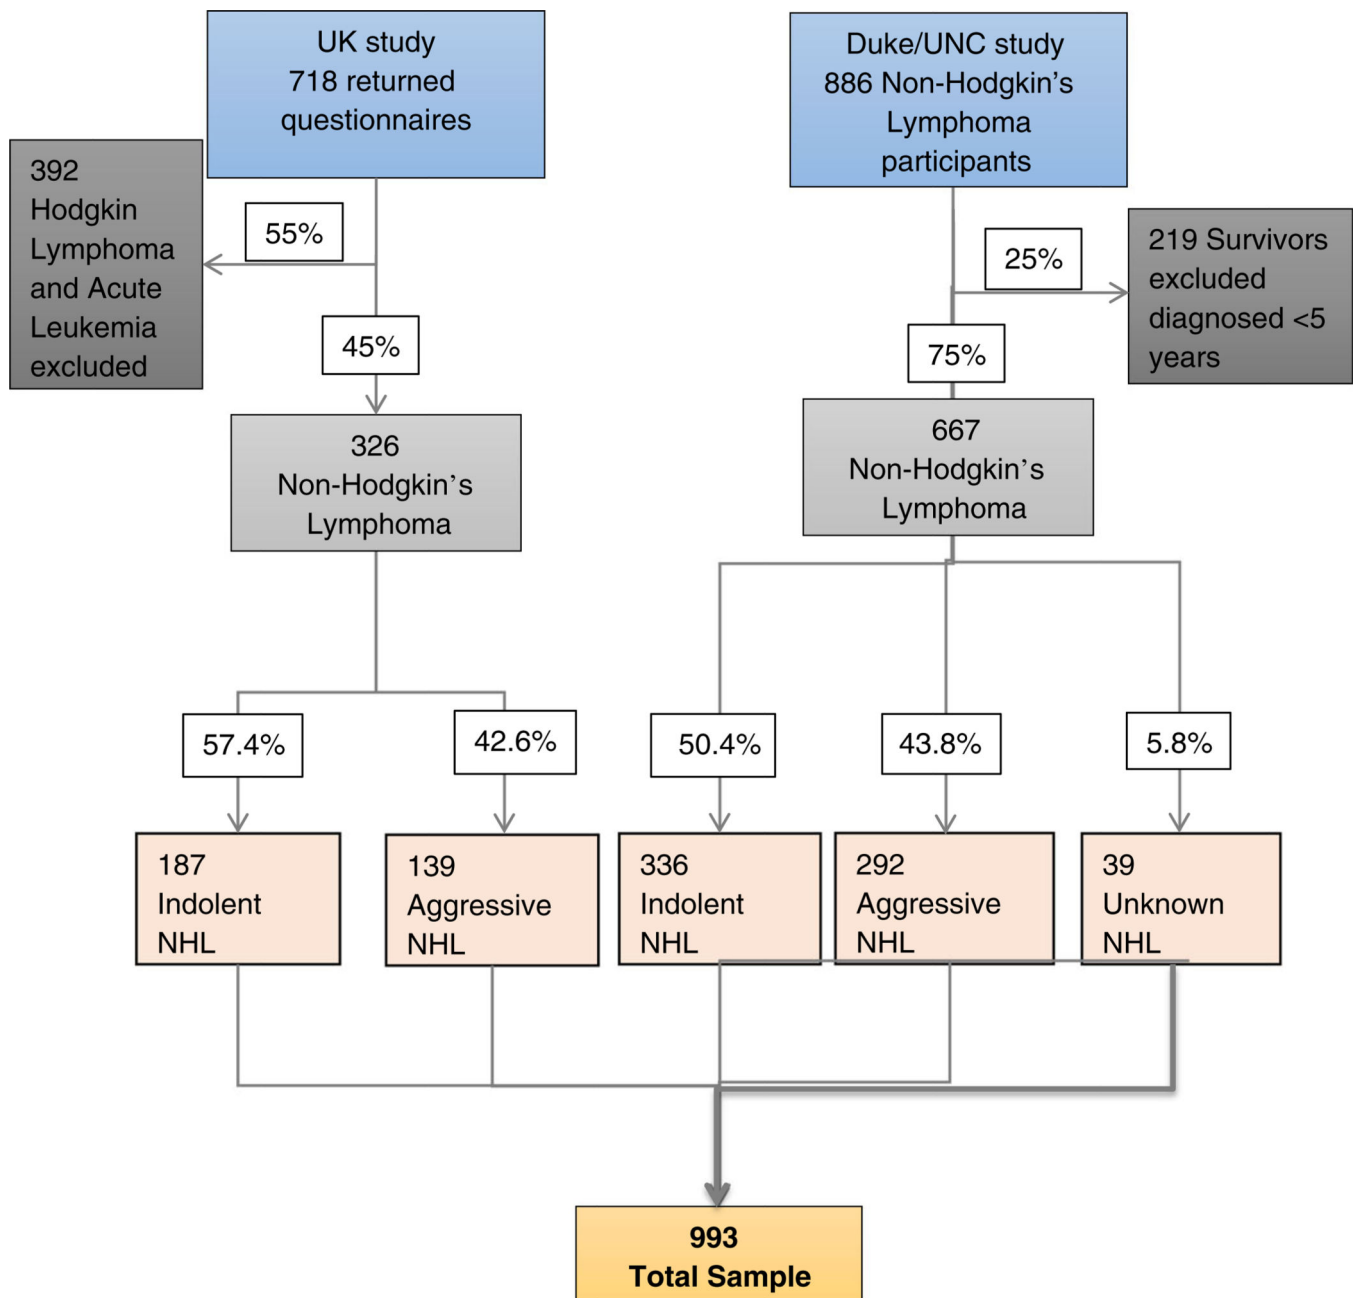 UK study
718 returned
questionnaires
Duke/UNC study
886 Non-Hodgkin's
Lymphoma
participants
392
Hodgkin
Lymphoma
and Acute
Leukemia
excluded
55%
25%
219 Survivors
excluded
diagnosed <5
years
45%
75%
326
Non-Hodgkin's
Lymphoma
667
Non-Hodgkin's
Lymphoma
57.4%
42.6%
50.4%
43.8%
5.8%
187
Indolent
NHL
139
Aggressive
NHL
336
Indolent
NHL
292
Aggressive
NHL
39
Unknown
NHL
993
Total Sample